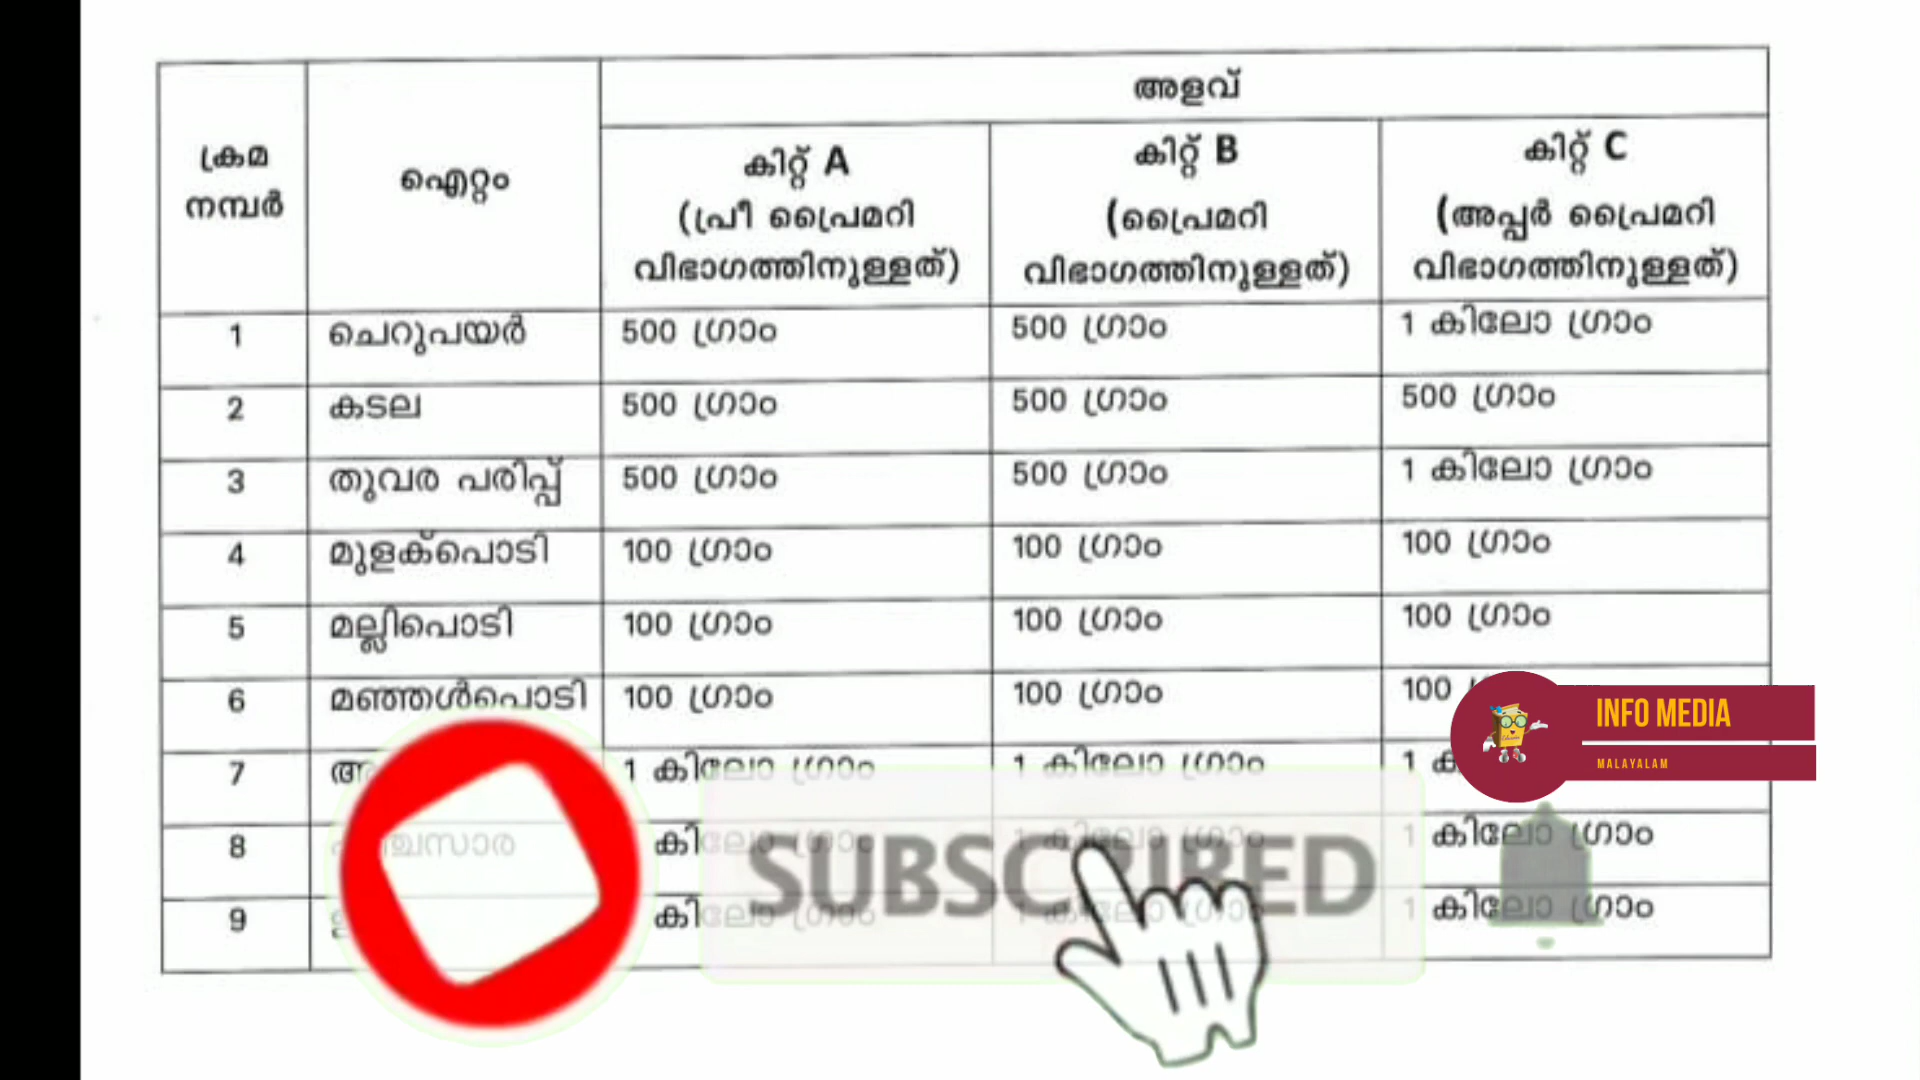 അളവ്
ക്രമ നമ്പർ ഐറ്റം കിറ്റ് A (പ്രീ പ്രൈമറി വിഭാഗത്തിനുള്ളത്) കിറ്റ് B (പ്രൈമറി വിഭാഗത്തിനുള്ളത്) കിറ്റ് C (അപ്പർ പ്രൈമറി വിഭാഗത്തിനുള്ളത്)
1 ചെറുപയർ 500 ഗ്രാം 500 ഗ്രാം 1 കിലോ ഗ്രാം
2 കടല 500 ഗ്രാം 500 ഗ്രാം 500 ഗ്രാം
3 തുവര പരിപ്പ് 500 ഗ്രാം 500 ഗ്രാം 1 കിലോ ഗ്രാം
4 മുളക്പൊടി 100 ഗ്രാം 100 ഗ്രാം 100 ഗ്രാം
5 മല്ലിപൊടി 100 ഗ്രാം 100 ഗ്രാം 100 ഗ്രാം
6 മഞ്ഞൾപൊടി 100 ഗ്രാം 100 ഗ്രാം 100
7 1 കിലോ ഗ്രാം 1 കിലോ ഗ്രാം 1
8 കിലോ ഗ്രാം 1 കിലോ ഗ്രാം 1 കിലോ ഗ്രാം
9 കിലോ ഗ്രാം 1 കിലോ ഗ്രാം 1 കിലോ ഗ്രാം
INFO MEDIA
MALAYALAM
SUBSCRIBED